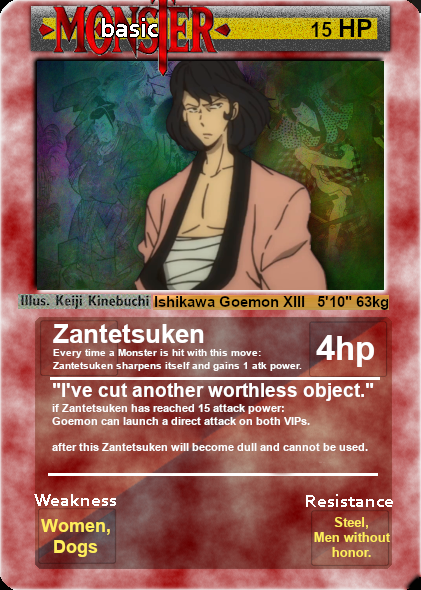 MONSTER
basic
15 HP
Illus. Keiji Kinebuchi Ishikawa Goemon XIII 5'10" 63kg
Zantetsuken
Every time a Monster is hit with this move:
Zantetsuken sharpens itself and gains 1 atk power.
4hp
"I've cut another worthless object."
if Zantetsuken has reached 15 attack power:
Goemon can launch a direct attack on both VIPs.
after this Zantetsuken will become dull and cannot be used.
Weakness
Women,
Dogs
Resistance
Steel,
Men without
honor.